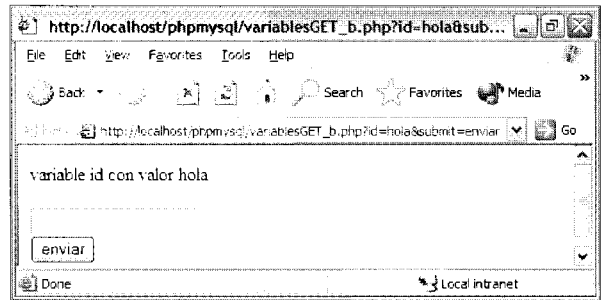 http://localhost/phpmysql/variablesGET_b.php?id=hola&sub...
File Edit View Favorites Tools Help
Back Search Favorites Media »
http://localhost/phpmysql/variablesGET_b.php?id=hola&submit=enviar Go
variable id con valor hola
enviar
Done Local intranet